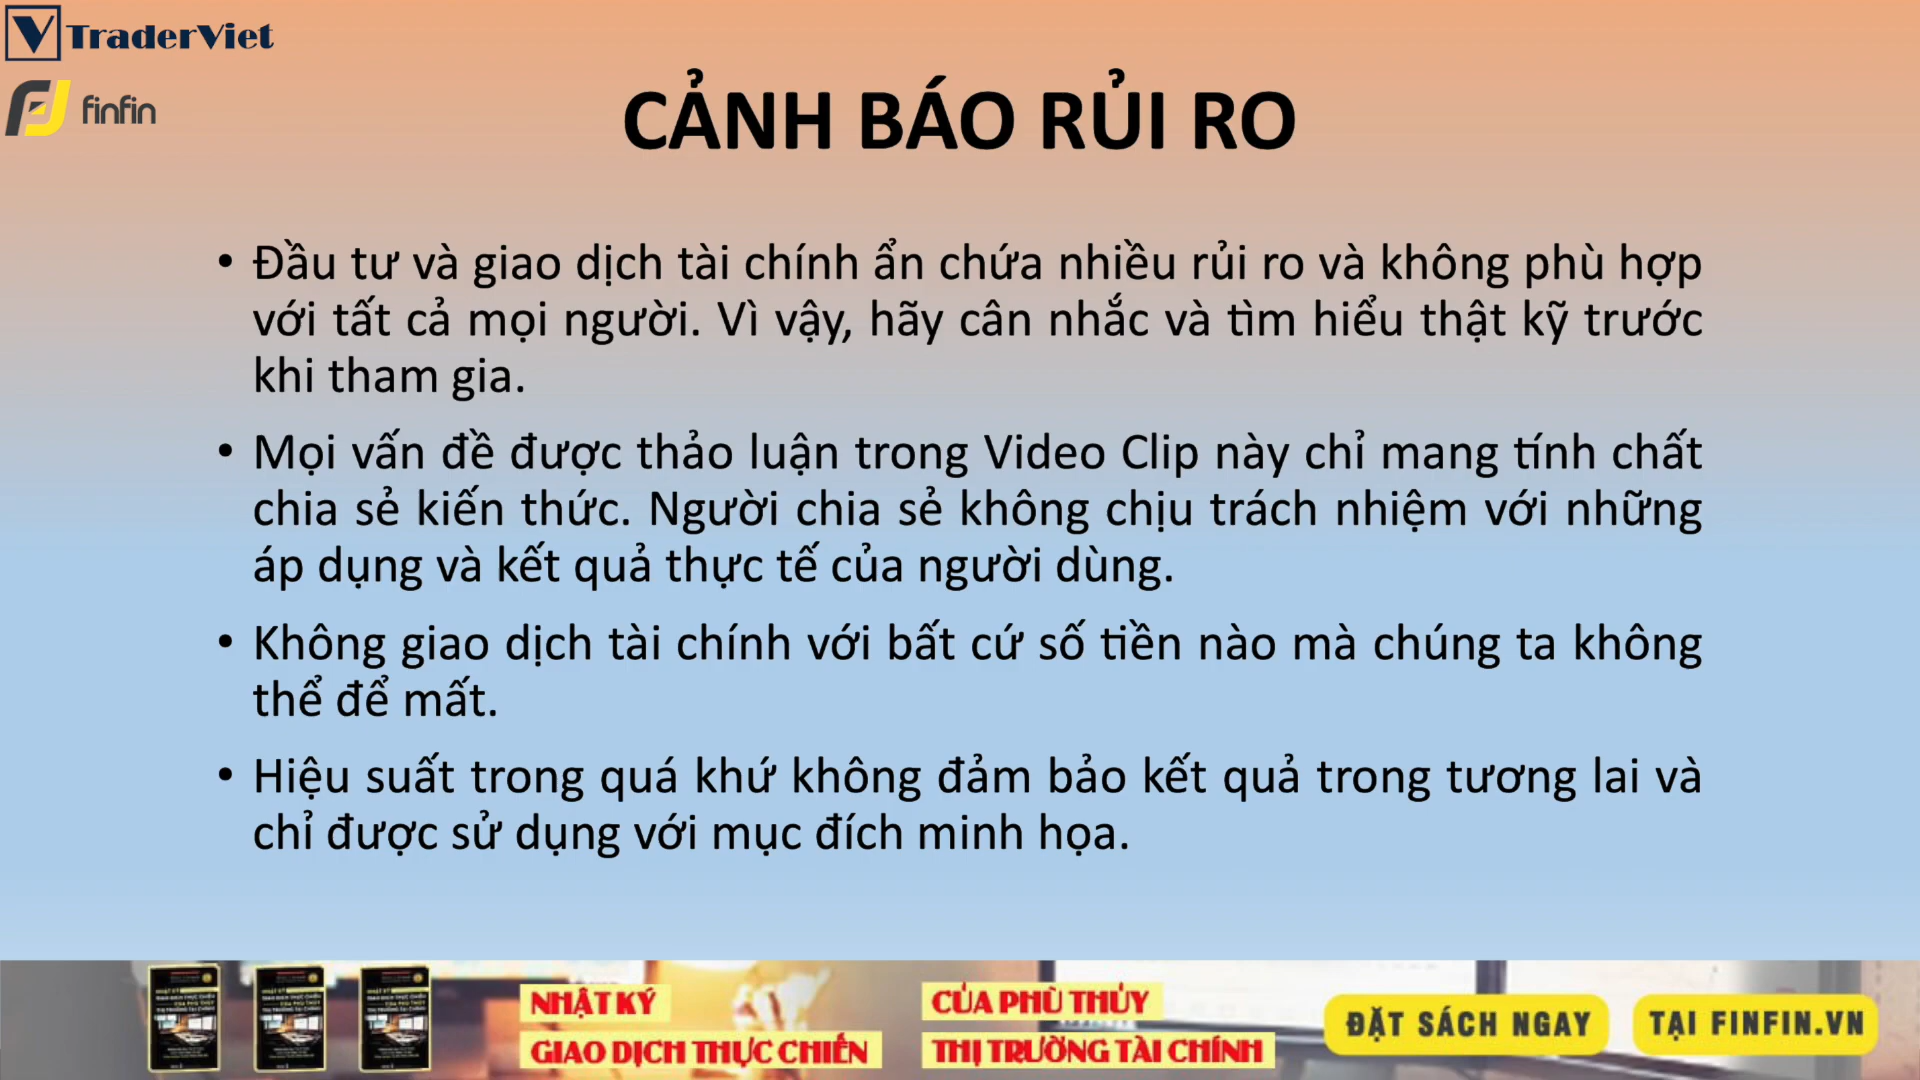 TraderViet
finfin
CẢNH BÁO RỦI RO
• Đầu tư và giao dịch tài chính ẩn chứa nhiều rủi ro và không phù hợp
với tất cả mọi người. Vì vậy, hãy cân nhắc và tìm hiểu thật kỹ trước
khi tham gia.
• Mọi vấn đề được thảo luận trong Video Clip này chỉ mang tính chất
chia sẻ kiến thức. Người chia sẻ không chịu trách nhiệm với những
áp dụng và kết quả thực tế của người dùng.
• Không giao dịch tài chính với bất cứ số tiền nào mà chúng ta không
thể để mất.
• Hiệu suất trong quá khứ không đảm bảo kết quả trong tương lai và
chỉ được sử dụng với mục đích minh họa.
NHẬT KÝ
GIAO DỊCH THỰC CHIẾN
CỦA PHÙ THỦY
THỊ TRƯỜNG TÀI CHÍNH
ĐẶT SÁCH NGAY
TẠI FINFIN.VN